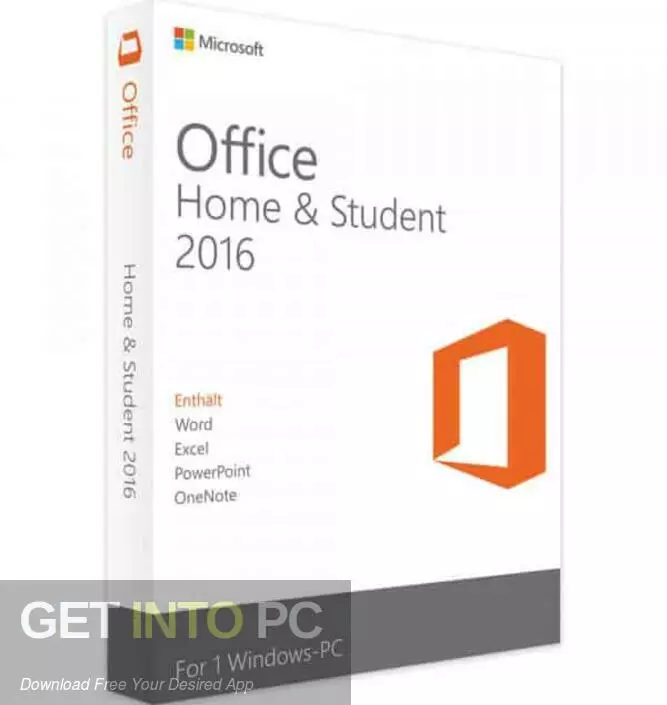 Microsoft
Office
Home & Student
2016
Enthält
Word
Excel
PowerPoint
OneNote
For 1 Windows-PC
Office
Home & Student 2016
GET INTO PC
Download Free Your Desired App